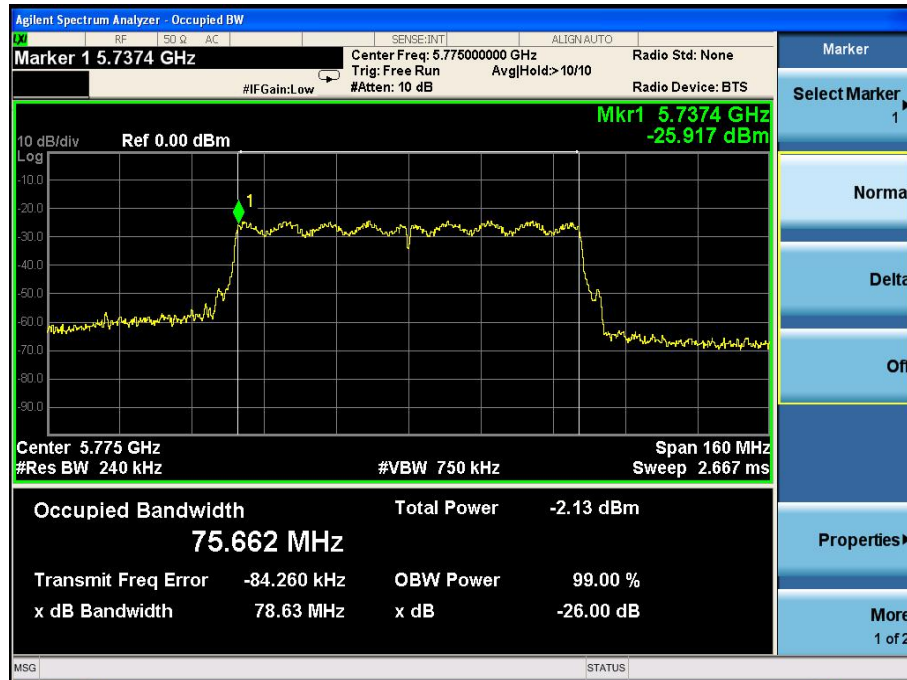 Agilent Spectrum Analyzer - Occupied BW
LXI RF 50 Ω AC SENSE:INT ALIGN AUTO
Marker 1 5.7374 GHz
Center Freq: 5.775000000 GHz
Radio Std: None
Trig: Free Run Avg|Hold:>10/10
#IFGain:Low #Atten: 10 dB Radio Device: BTS
Mkr1 5.7374 GHz
-25.917 dBm
10 dB/div Ref 0.00 dBm
Log
-10.0
-20.0
-30.0
-40.0
-50.0
-60.0
-70.0
-80.0
-90.0
1
Center 5.775 GHz Span 160 MHz
#Res BW 240 kHz #VBW 750 kHz Sweep 2.667 ms
Occupied Bandwidth Total Power -2.13 dBm
75.662 MHz
Transmit Freq Error -84.260 kHz OBW Power 99.00 %
x dB Bandwidth 78.63 MHz x dB -26.00 dB
MSG STATUS
Marker
Select Marker
1
Norma
Delta
Off
Properties
More
1 of 2